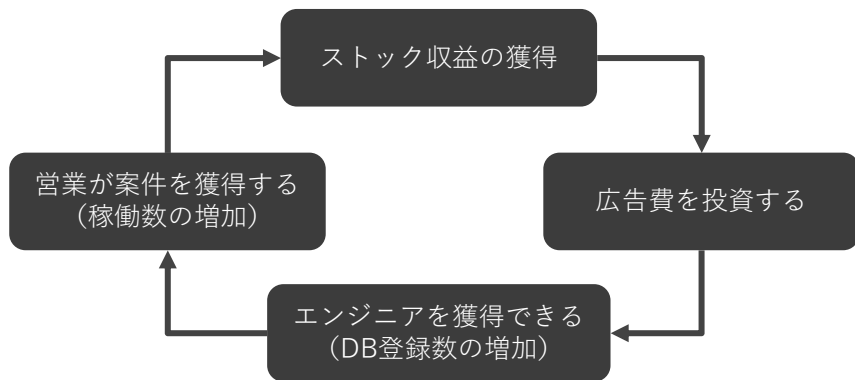 ストック収益の獲得
営業が案件を獲得する
（稼働数の増加）
広告費を投資する
エンジニアを獲得できる
（DB登録数の増加）